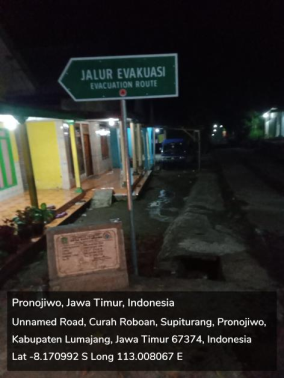 JALUR EVAKUASI
EVACUATION ROUTE
Pronojiwo, Jawa Timur, Indonesia
Unnamed Road, Curah Roboan, Supiturang, Pronojiwo,
Kabupaten Lumajang, Jawa Timur 67374, Indonesia
Lat -8.170992 S Long 113.008067 E